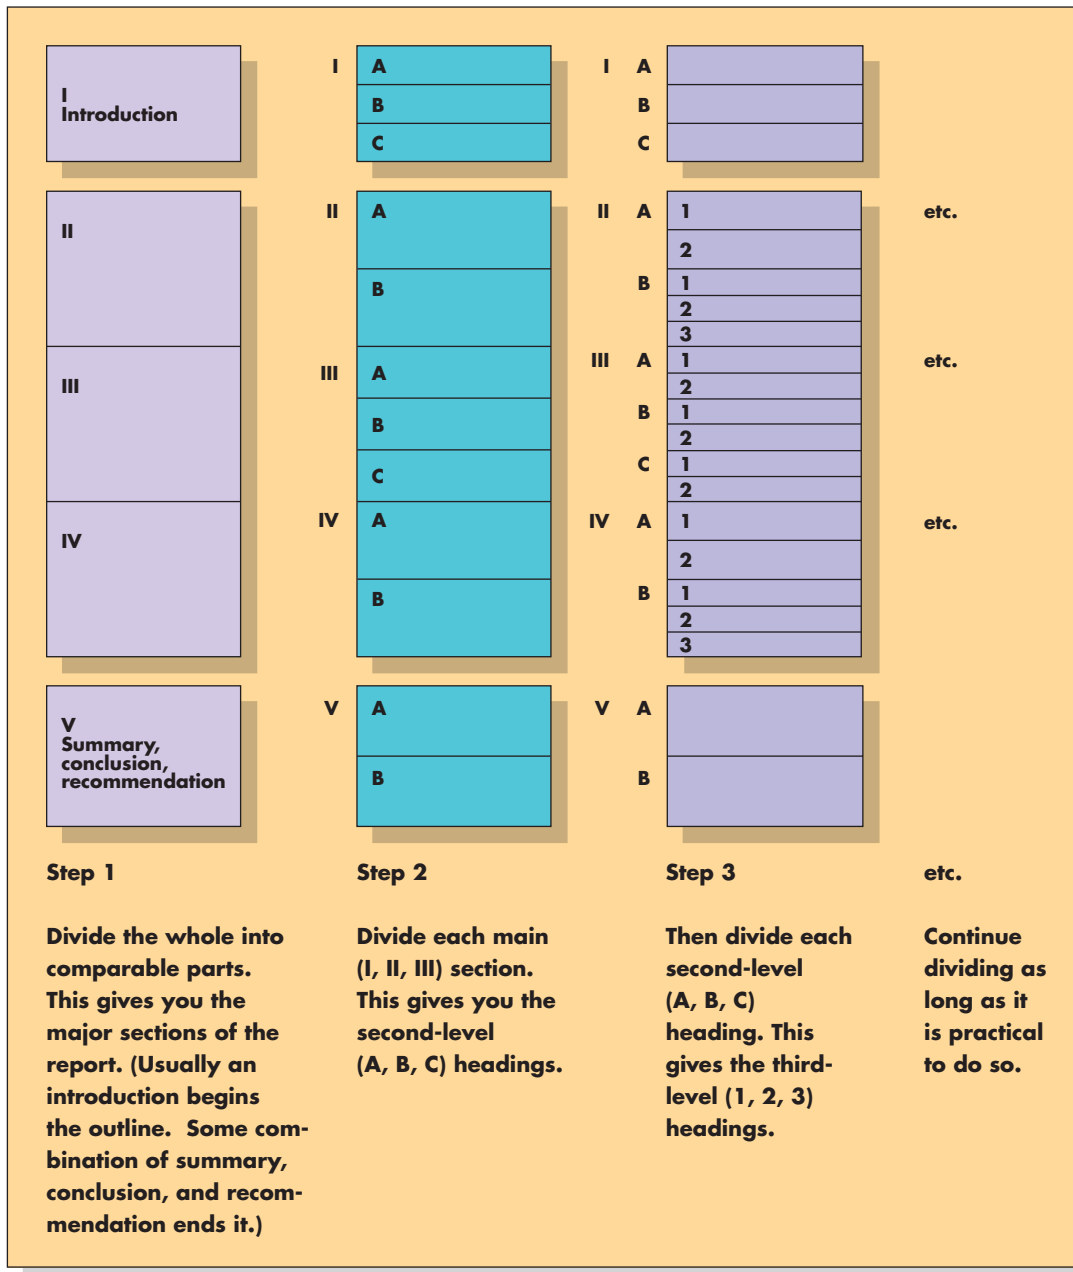 I
Introduction
II
III
IV
V
Summary,
conclusion,
recommendation
I A
B
C
II A
B
III A
B
C
IV A
B
V A
B
I A
B
C
II A 1 etc.
2
B 1
2
3
III A 1 etc.
2
B 1
2
C 1
2
IV A 1 etc.
2
B 1
2
3
V A
B
Step 1
Divide the whole into
comparable parts.
This gives you the
major sections of the
report. (Usually an
introduction begins
the outline. Some com-
bination of summary,
conclusion, and recom-
mendation ends it.)
Step 2
Divide each main
(I, II, III) section.
This gives you the
second-level
(A, B, C) headings.
Step 3
Then divide each
second-level
(A, B, C)
heading. This
gives the third-
level (1, 2, 3)
headings.
etc.
Continue
dividing as
long as it
is practical
to do so.